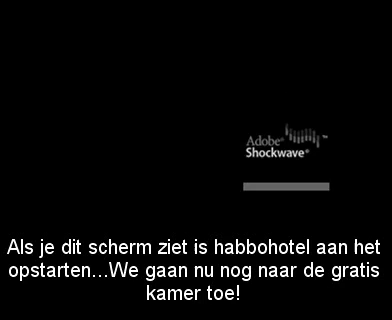 Adobe®
Shockwave®
Als je dit scherm ziet is habbohotel aan het
opstarten...We gaan nu nog naar de gratis
kamer toe!